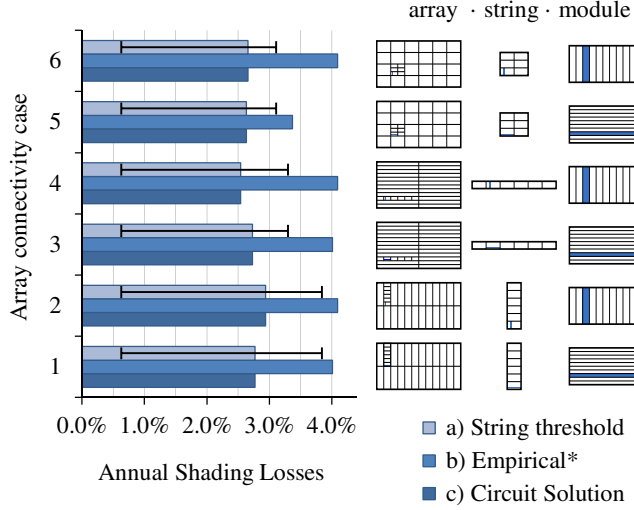 array · string · module
Array connectivity case
6
5
4
3
2
1
0.0% 1.0% 2.0% 3.0% 4.0%
Annual Shading Losses
a) String threshold
b) Empirical*
c) Circuit Solution